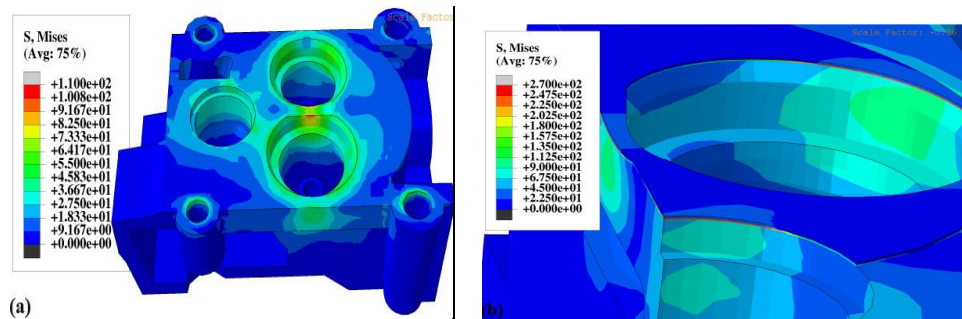 Scale Factor
S, Mises
(Avg: 75%)
+1.100e+02
+1.008e+02
+9.167e+01
+8.250e+01
+7.333e+01
+6.417e+01
+5.500e+01
+4.583e+01
+3.667e+01
+2.750e+01
+1.833e+01
+9.167e+00
+0.000e+00
(a)
Scale Factor:
S, Mises
(Avg: 75%)
+2.700e+02
+2.475e+02
+2.250e+02
+2.025e+02
+1.800e+02
+1.575e+02
+1.350e+02
+1.125e+02
+9.000e+01
+6.750e+01
+4.500e+01
+2.250e+01
+0.000e+00
(b)